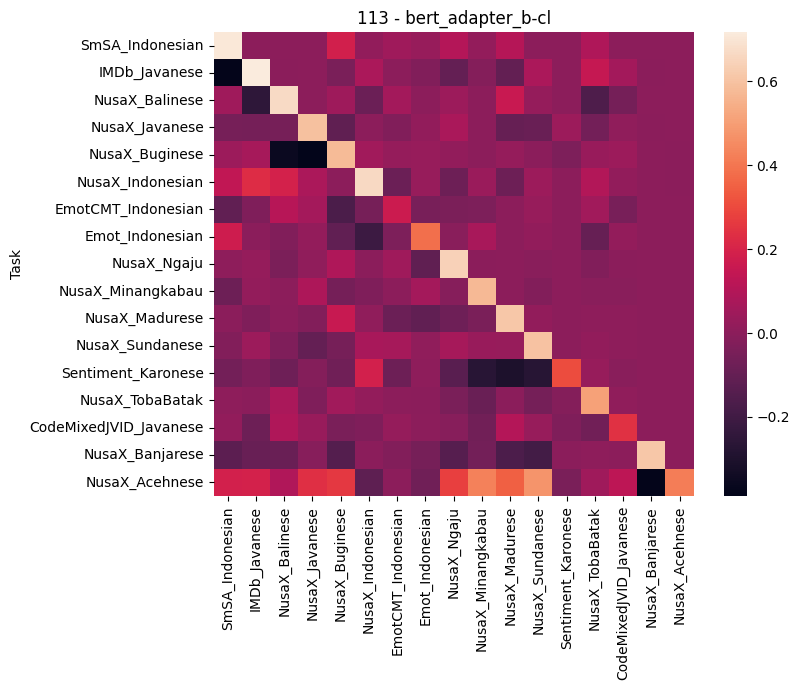 113 - bert_adapter_b-cl
Task
SmSA_Indonesian
IMDb_Javanese
NusaX_Balinese
NusaX_Javanese
NusaX_Buginese
NusaX_Indonesian
EmotCMT_Indonesian
Emot_Indonesian
NusaX_Ngaju
NusaX_Minangkabau
NusaX_Madurese
NusaX_Sundanese
Sentiment_Karonese
NusaX_TobaBatak
CodeMixedJVID_Javanese
NusaX_Banjarese
NusaX_Acehnese
SmSA_Indonesian
IMDb_Javanese
NusaX_Balinese
NusaX_Javanese
NusaX_Buginese
NusaX_Indonesian
EmotCMT_Indonesian
Emot_Indonesian
NusaX_Ngaju
NusaX_Minangkabau
NusaX_Madurese
NusaX_Sundanese
Sentiment_Karonese
NusaX_TobaBatak
CodeMixedJVID_Javanese
NusaX_Banjarese
NusaX_Acehnese
0.6
0.4
0.2
0.0
−0.2